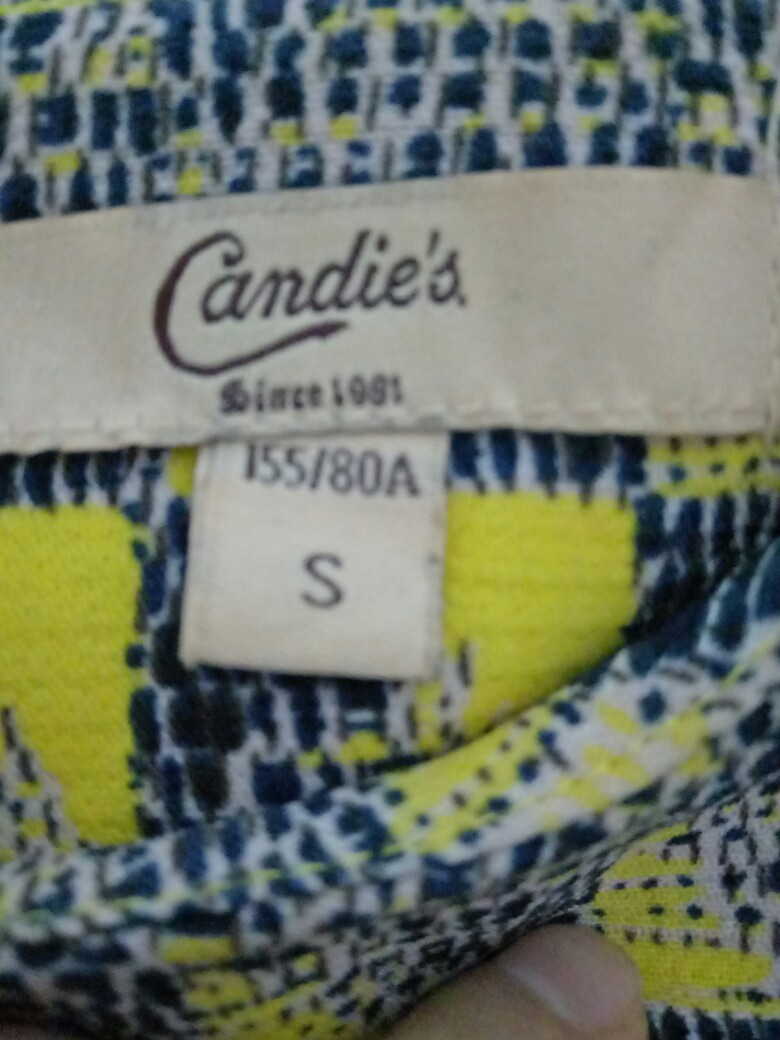 Candie's.
Since 1981
155/80A
S